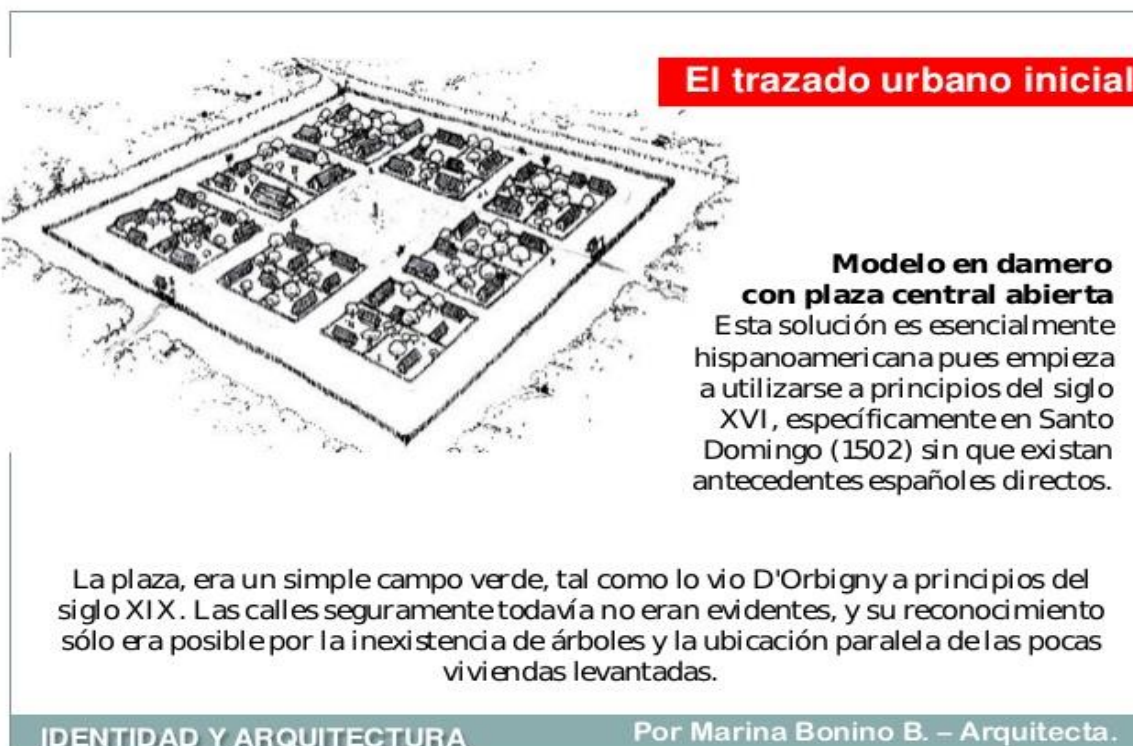 El trazado urbano inicial
Modelo en damero
con plaza central abierta
Esta solución es esencialmente
hispanoamericana pues empieza
a utilizarse a principios del siglo
XVI, específicamente en Santo
Domingo (1502) sin que existan
antecedentes españoles directos.
La plaza, era un simple campo verde, tal como lo vio D'Orbigny a principios del
siglo XIX. Las calles seguramente todavía no eran evidentes, y su reconocimiento
sólo era posible por la inexistencia de árboles y la ubicación paralela de las pocas
viviendas levantadas.
IDENTIDAD Y ARQUITECTURA
Por Marina Bonino B. – Arquitecta.